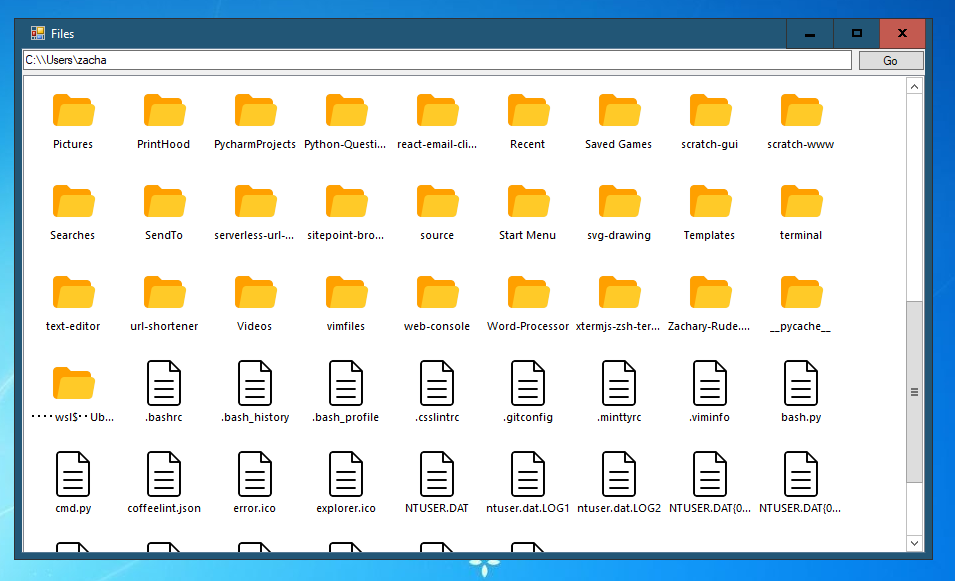 Files
C:\\Users\zacha
Go
Pictures PrintHood PycharmProjects Python-Questi... react-email-cli... Recent Saved Games scratch-gui scratch-www
Searches SendTo serverless-url-... sitepoint-bro... source Start Menu svg-drawing Templates terminal
text-editor url-shortener Videos vimfiles web-console Word-Processor xtermjs-zsh-ter... Zachary-Rude.... __pycache__
····wsl$··Ub... .bashrc .bash_history .bash_profile .csslintrc .gitconfig .minttyrc .viminfo bash.py
cmd.py coffeelint.json error.ico explorer.ico NTUSER.DAT ntuser.dat.LOG1 ntuser.dat.LOG2 NTUSER.DAT{0... NTUSER.DAT{0...